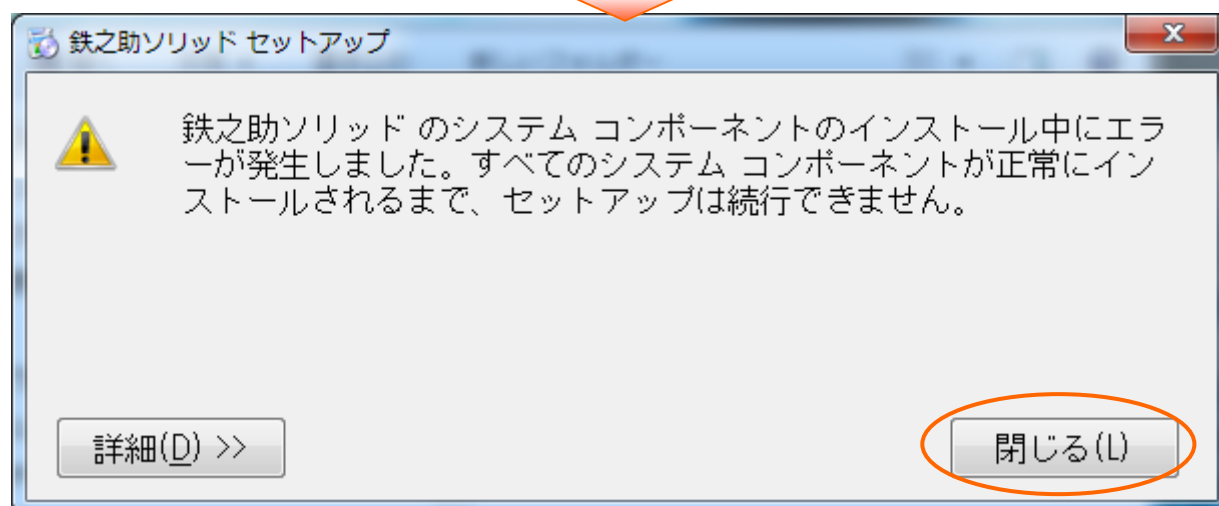 鉄之助ソリッド セットアップ
鉄之助ソリッド のシステム コンポーネントのインストール中にエラ
ーが発生しました。すべてのシステム コンポーネントが正常にイン
ストールされるまで、セットアップは続行できません。
詳細(D) >>
閉じる(L)